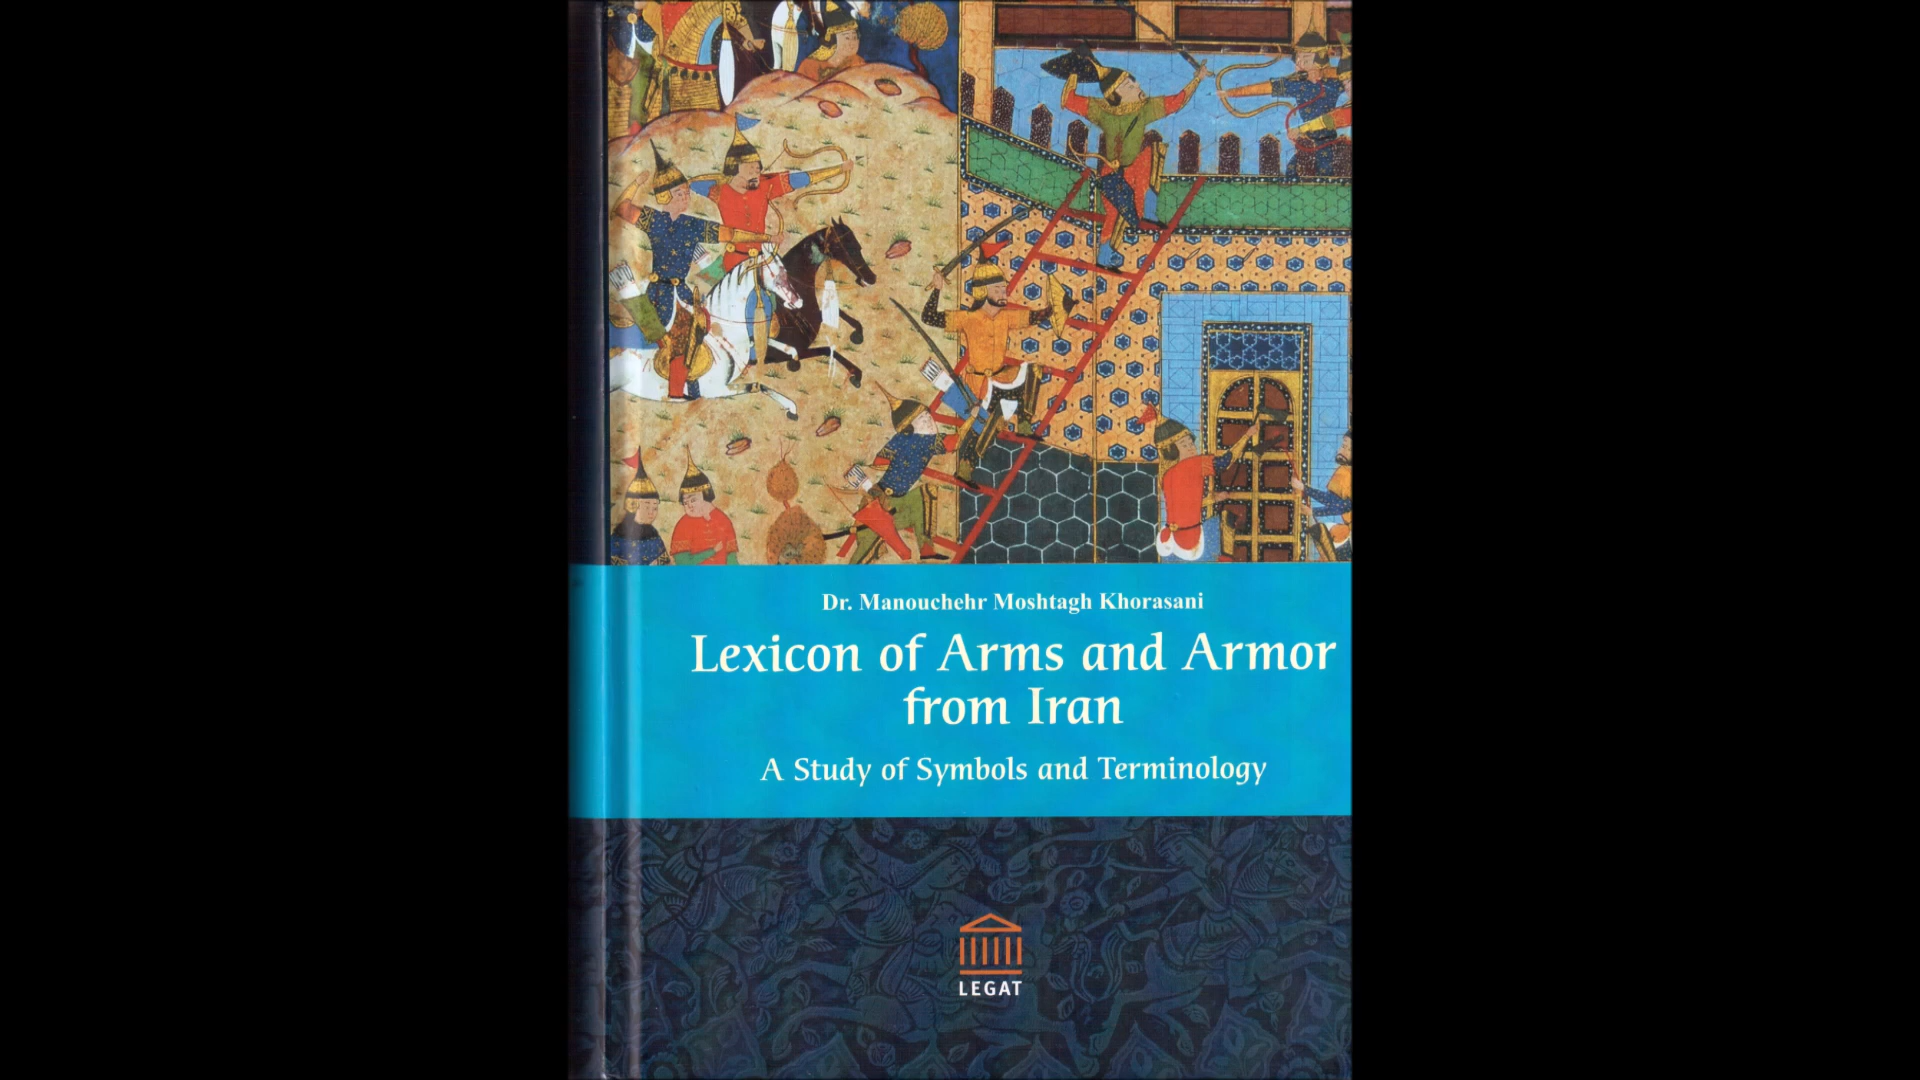 Dr. Manouchehr Moshtagh Khorasani
Lexicon of Arms and Armor
from Iran
A Study of Symbols and Terminology
LEGAT